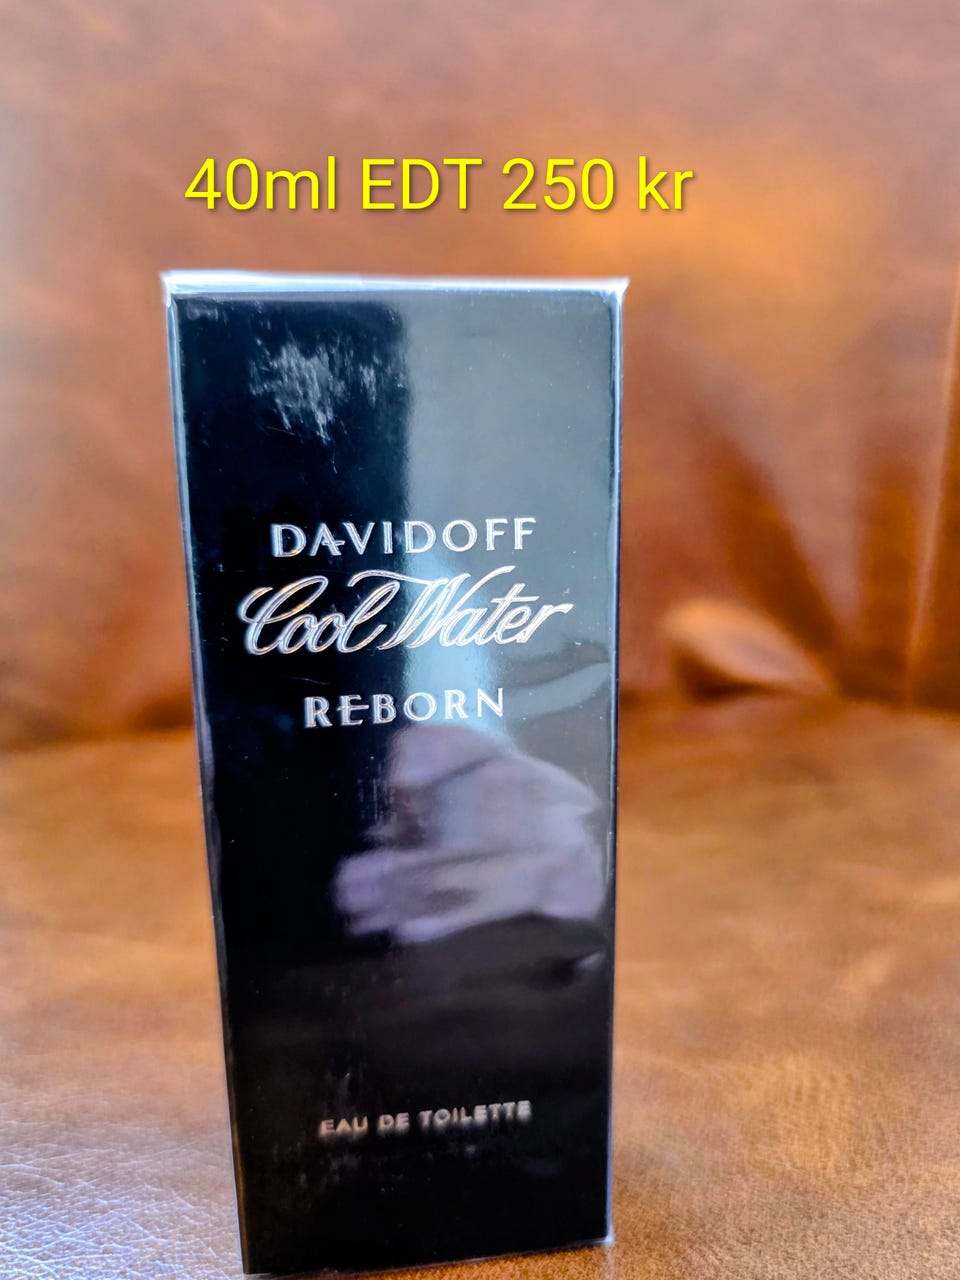 40ml EDT 250 kr
DAVIDOFF
Cool Water
REBORN
EAU DE TOILETTE